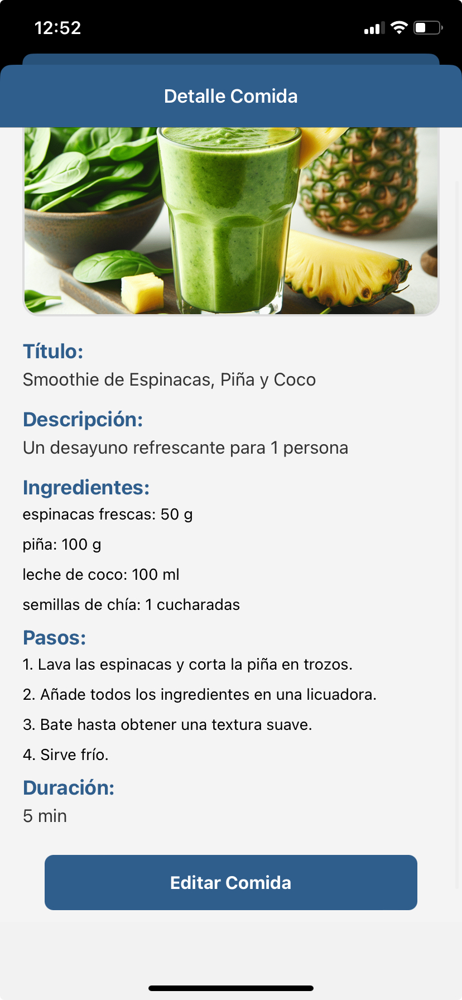 12:52
Detalle Comida
Título:
Smoothie de Espinacas, Piña y Coco
Descripción:
Un desayuno refrescante para 1 persona
Ingredientes:
espinacas frescas: 50 g
piña: 100 g
leche de coco: 100 ml
semillas de chía: 1 cucharadas
Pasos:
1. Lava las espinacas y corta la piña en trozos.
2. Añade todos los ingredientes en una licuadora.
3. Bate hasta obtener una textura suave.
4. Sirve frío.
Duración:
5 min
Editar Comida